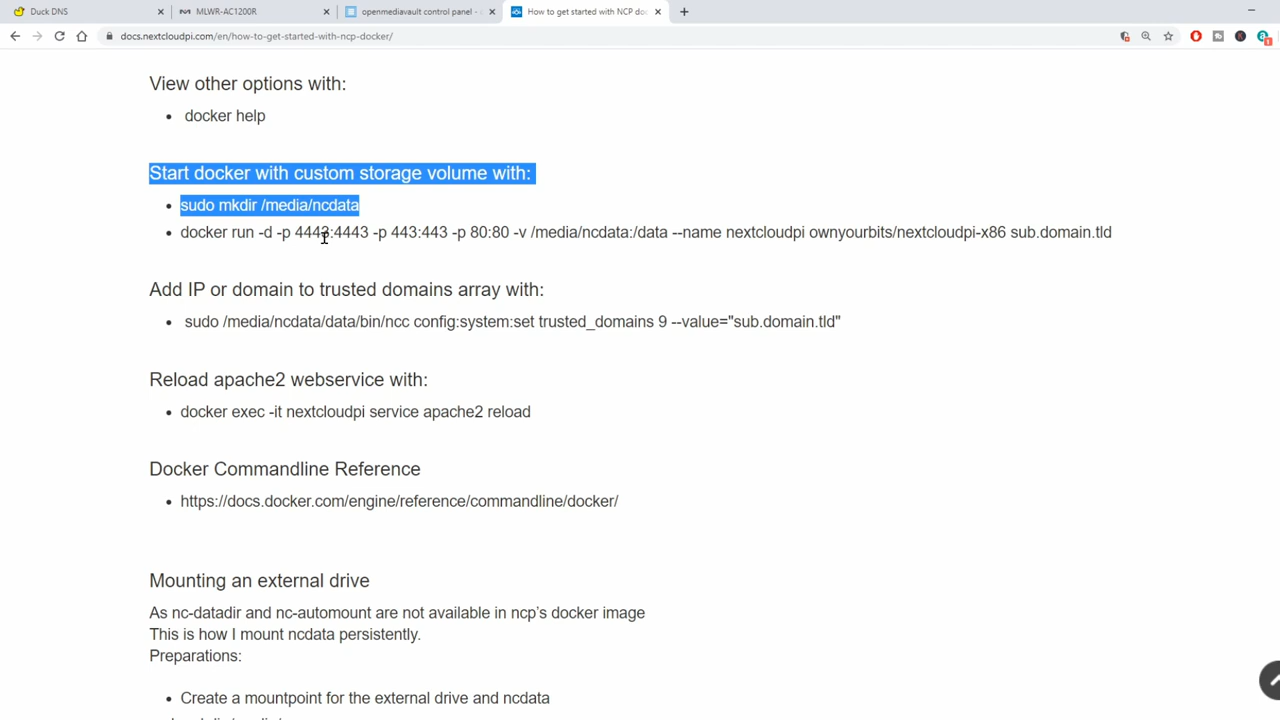 Duck DNS
MLWR-AC1200R
openmediavault control panel -
How to get started with NCP doc
docs.nextcloudpi.com/en/how-to-get-started-with-ncp-docker/
View other options with:
• docker help
Start docker with custom storage volume with:
• sudo mkdir /media/ncdata
• docker run -d -p 4443:4443 -p 443:443 -p 80:80 -v /media/ncdata:/data --name nextcloudpi ownyourbits/nextcloudpi-x86 sub.domain.tld
Add IP or domain to trusted domains array with:
• sudo /media/ncdata/data/bin/ncc config:system:set trusted_domains 9 --value="sub.domain.tld"
Reload apache2 webservice with:
• docker exec -it nextcloudpi service apache2 reload
Docker Commandline Reference
• https://docs.docker.com/engine/reference/commandline/docker/
Mounting an external drive
As nc-datadir and nc-automount are not available in ncp’s docker image
This is how I mount ncdata persistently.
Preparations:
• Create a mountpoint for the external drive and ncdata